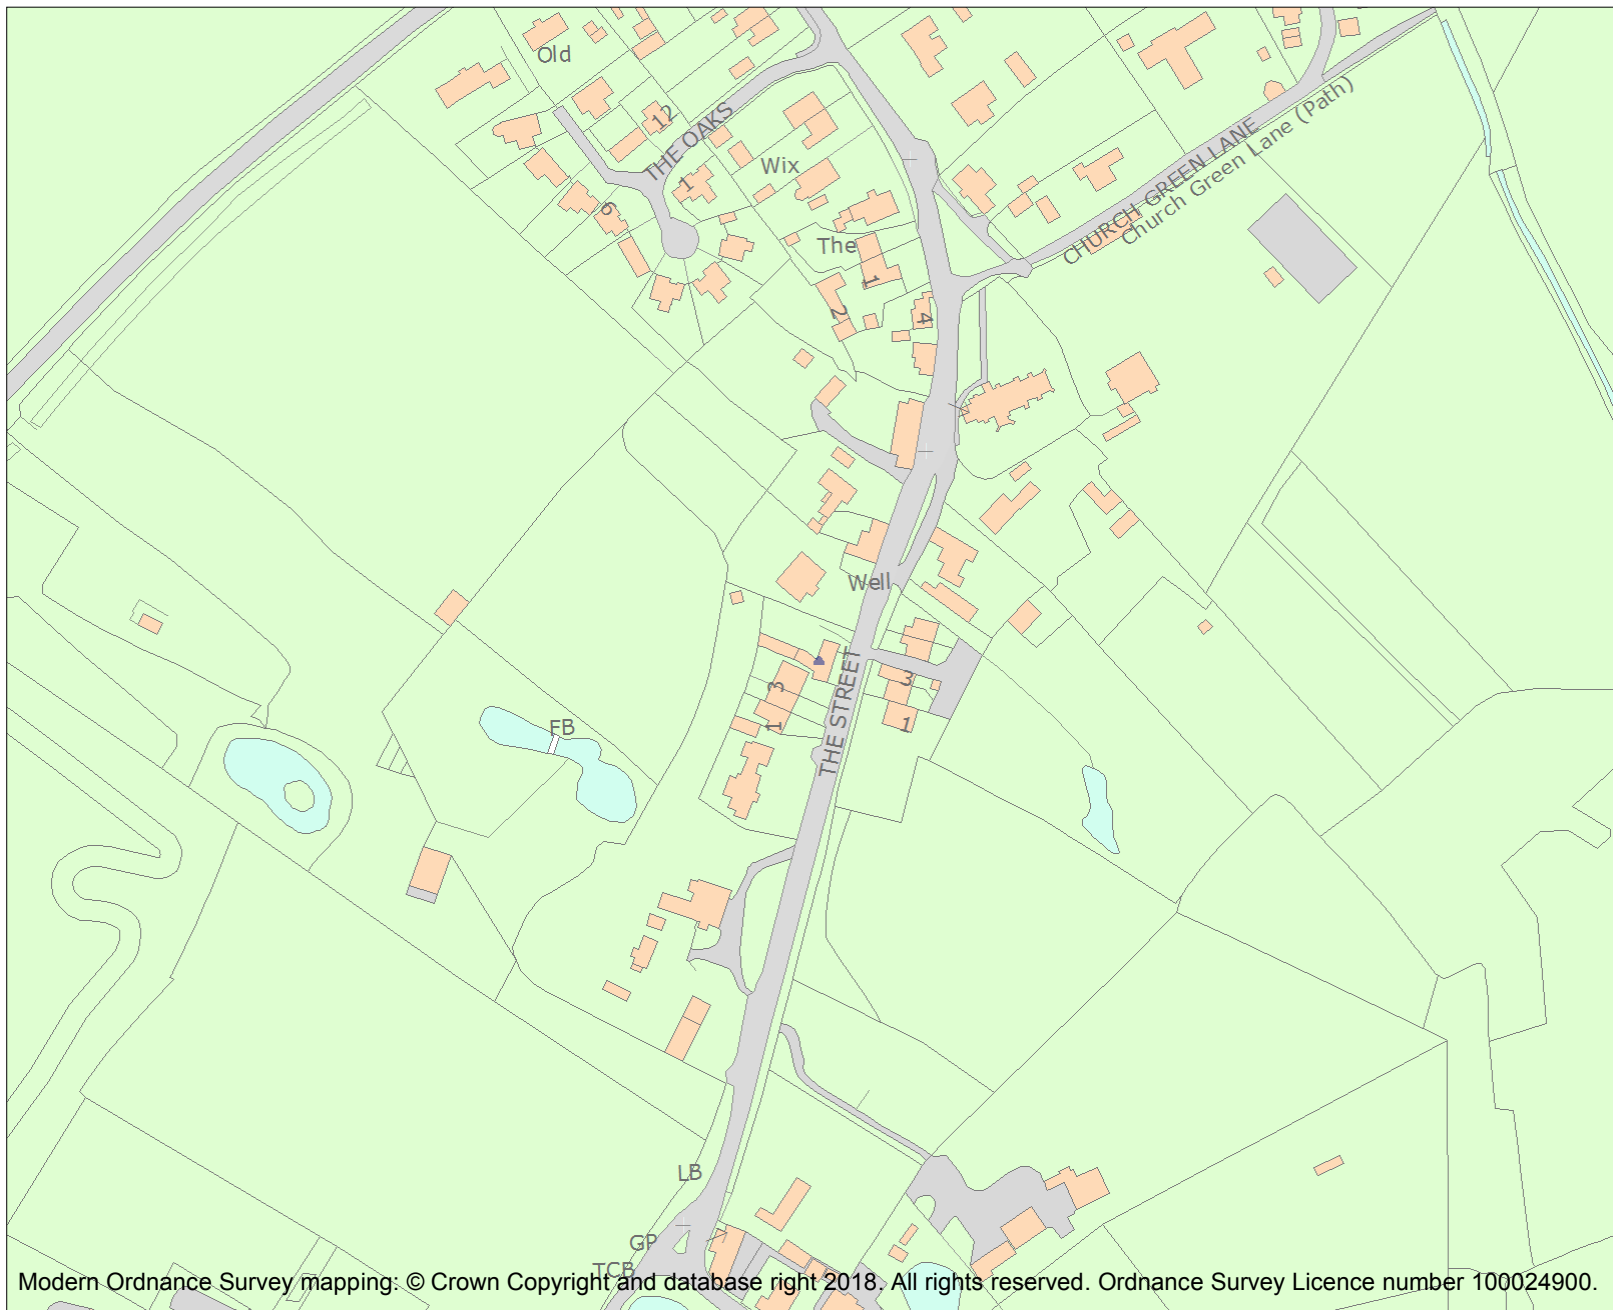 Old
12
THE OAKS
1
Wix
6
The
1
2
4
CHURCH GREEN LANE
Church Green Lane (Path)
Well
THE STREET
3
1
3
1
FB
LB
GP
TCB
Modern Ordnance Survey mapping: © Crown Copyright and database right 2018. All rights reserved. Ordnance Survey Licence number 100024900.